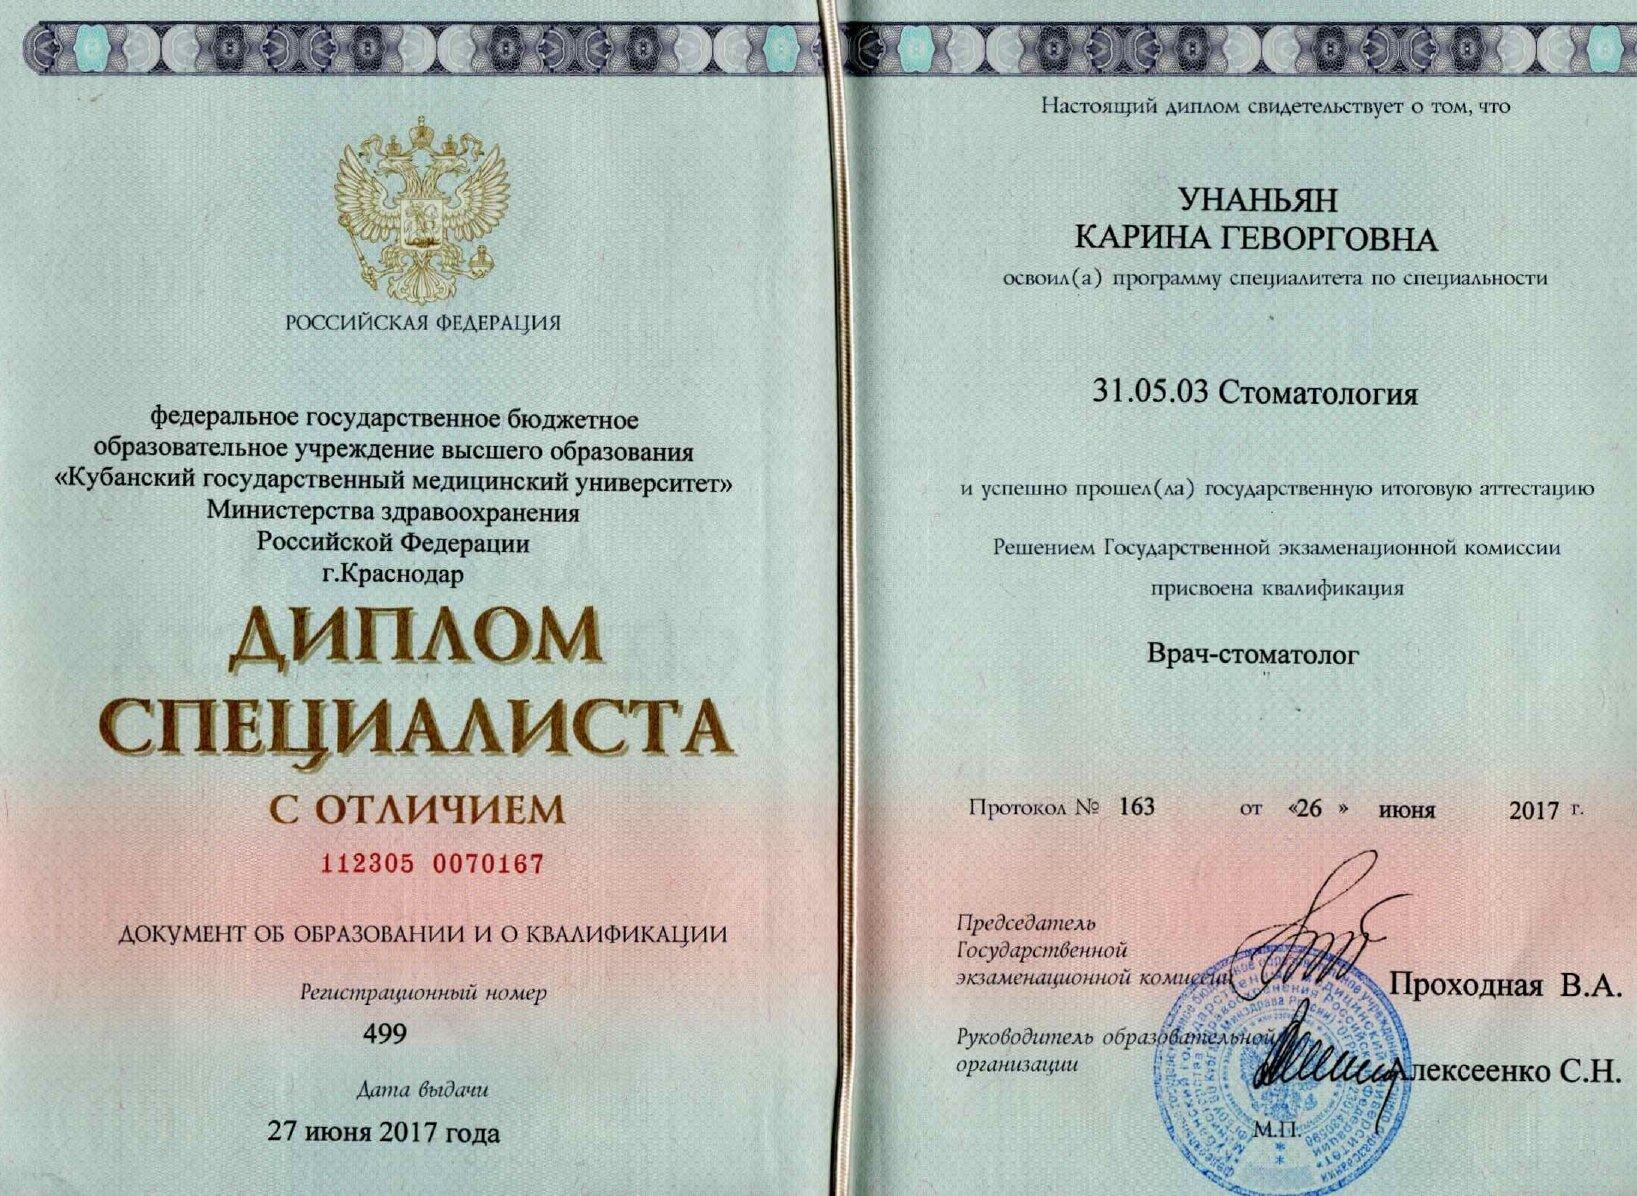 РОССИЙСКАЯ ФЕДЕРАЦИЯ
федеральное государственное бюджетное
образовательное учреждение высшего образования
«Кубанский государственный медицинский университет»
Министерства здравоохранения
Российской Федерации
г.Краснодар
ДИПЛОМ
СПЕЦИАЛИСТА
С ОТЛИЧИЕМ
112305 0070167
ДОКУМЕНТ ОБ ОБРАЗОВАНИИ И О КВАЛИФИКАЦИИ
Регистрационный номер
499
Дата выдачи
27 июня 2017 года
Настоящий диплом свидетельствует о том, что
УНАНЬЯН
КАРИНА ГЕВОРГОВНА
освоил(а) программу специалитета по специальности
31.05.03 Стоматология
и успешно прошел(ла) государственную итоговую аттестацию
Решением Государственной экзаменационной комиссии
присвоена квалификация
Врач-стоматолог
Протокол № 163 от «26 » июня 2017 г.
Председатель
Государственной
экзаменационной комиссии
Проходная В.А.
Руководитель образовательной
организации
Алексеенко С.Н.
М.П.